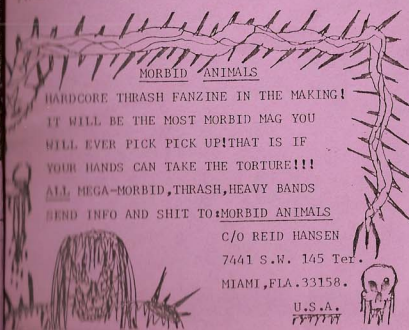 MORBID ANIMALS
HARDCORE THRASH FANZINE IN THE MAKING!
IT WILL BE THE MOST MORBID MAG YOU
WILL EVER PICK PICK UP!THAT IS IF
YOUR HANDS CAN TAKE THE TORTURE!!!
ALL MEGA-MORBID,THRASH,HEAVY BANDS
SEND INFO AND SHIT TO:MORBID ANIMALS
C/O REID HANSEN
7441 S.W. 145 Ter.
MIAMI,FLA.33158.
U.S.A.